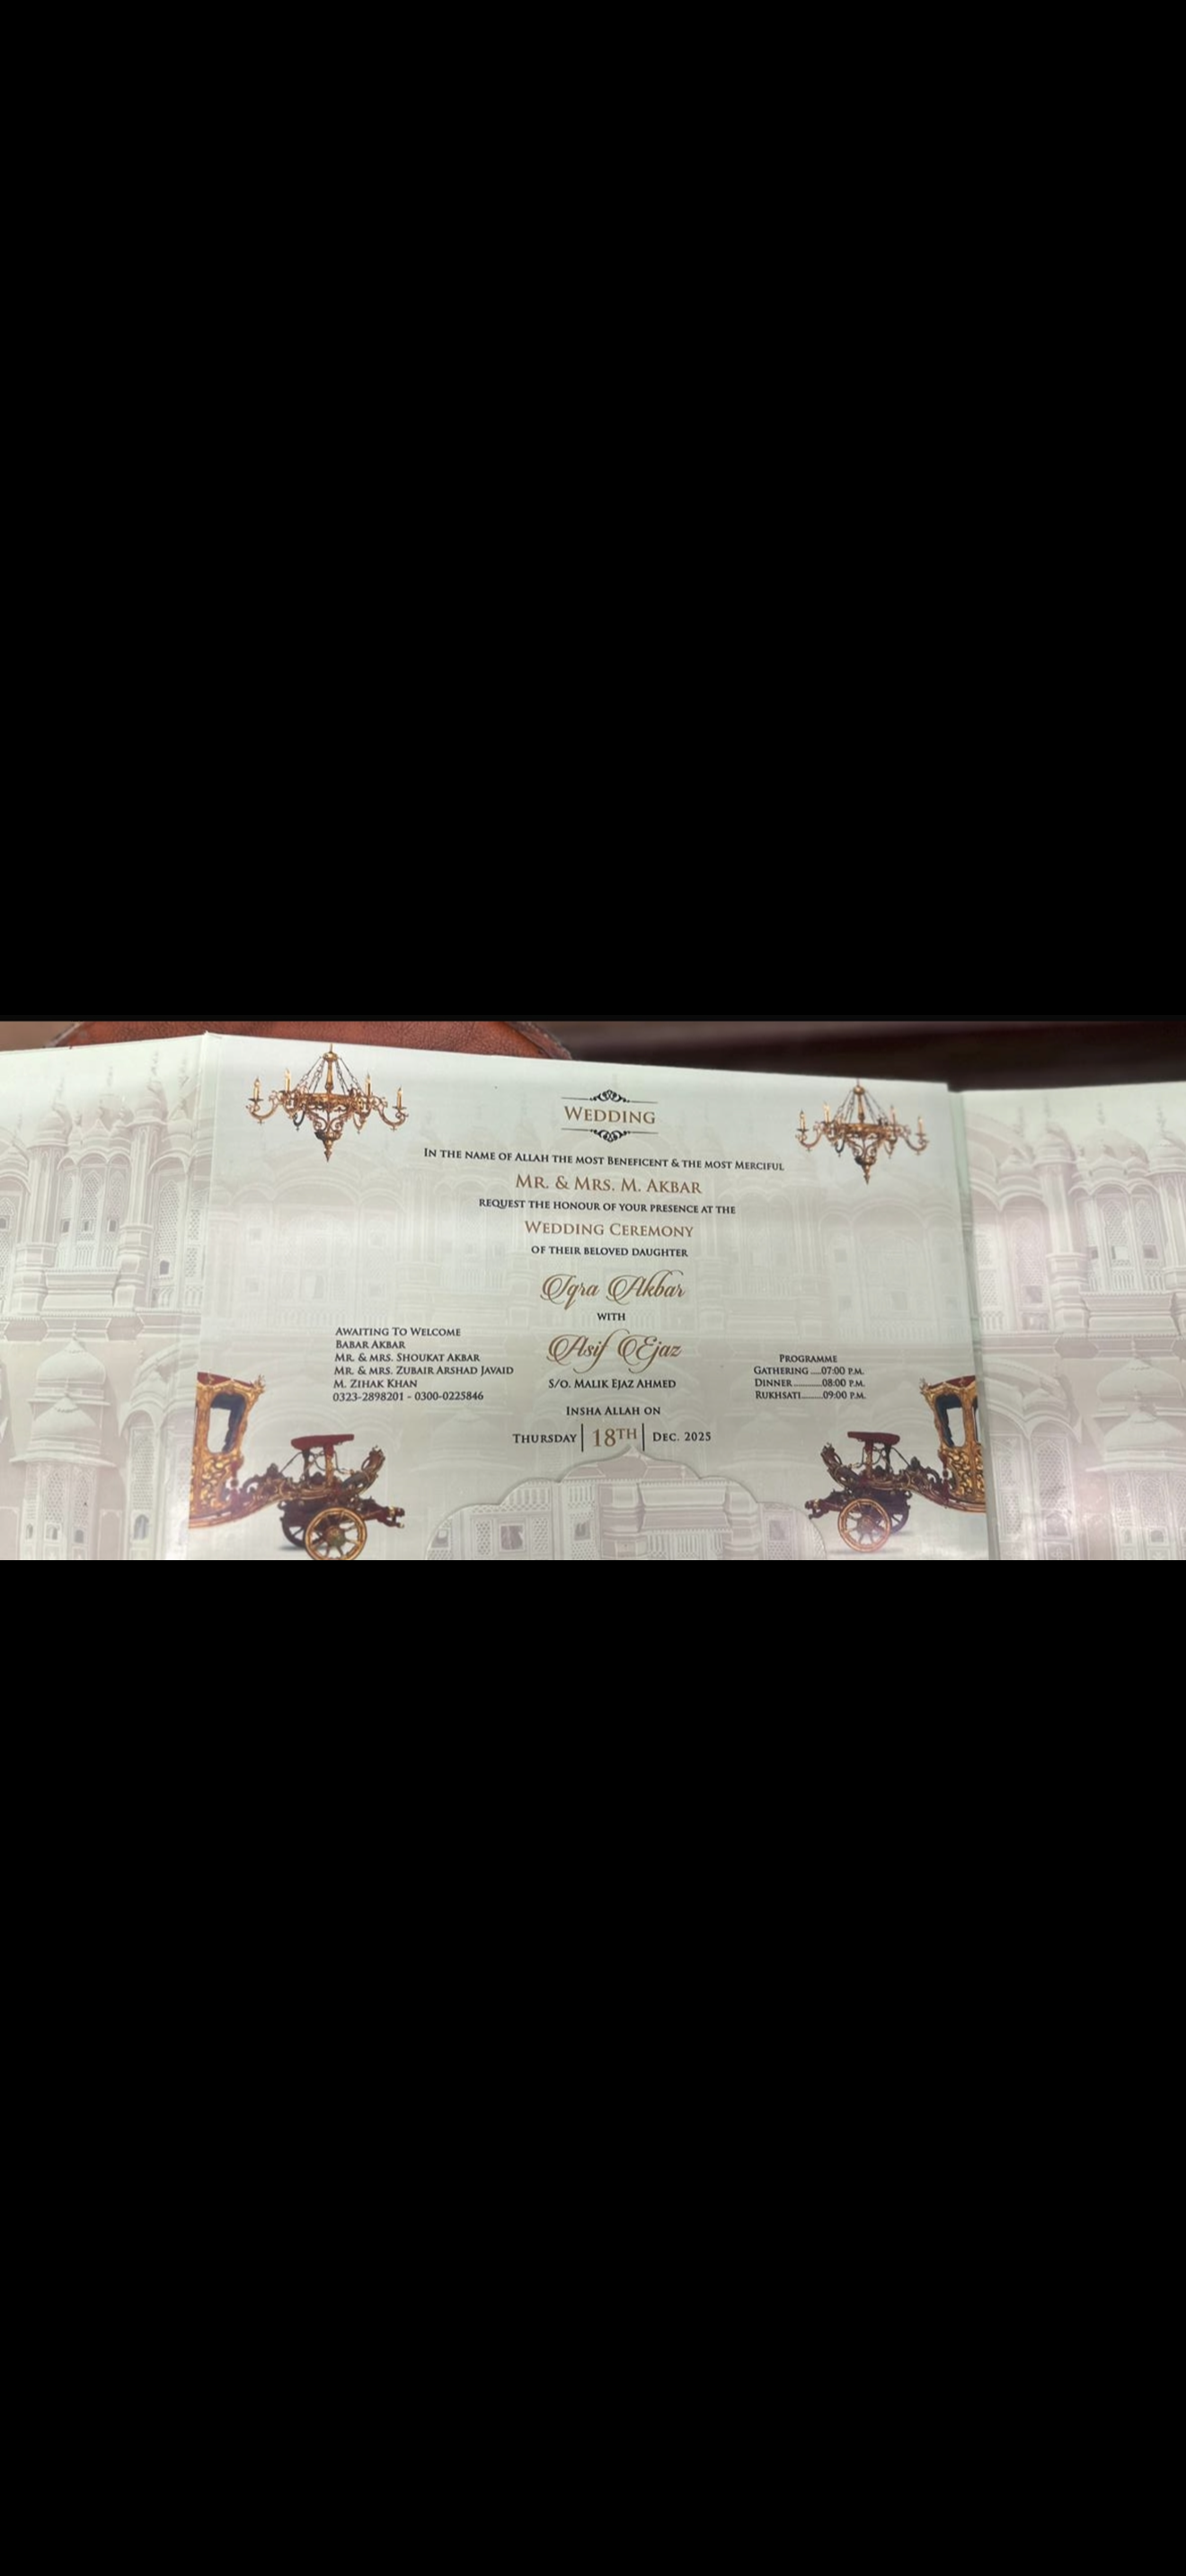 WEDDING
IN THE NAME OF ALLAH THE MOST BENEFICENT & THE MOST MERCIFUL
MR. & MRS. M. AKBAR
REQUEST THE HONOUR OF YOUR PRESENCE AT THE
WEDDING CEREMONY
OF THEIR BELOVED DAUGHTER
Iqra Akbar
WITH
Asif Ejaz
S/O. MALIK EJAZ AHMED
INSHA ALLAH ON
THURSDAY | 18TH | DEC. 2025
AWAITING TO WELCOME
BABAR AKBAR
MR. & MRS. SHOUKAT AKBAR
MR. & MRS. ZUBAIR ARSHAD JAVAID
M. ZIHAK KHAN
0323-2898201 - 0300-0225846
PROGRAMME
GATHERING ....07:00 P.M.
DINNER...........08:00 P.M.
RUKHSATI........09:00 P.M.